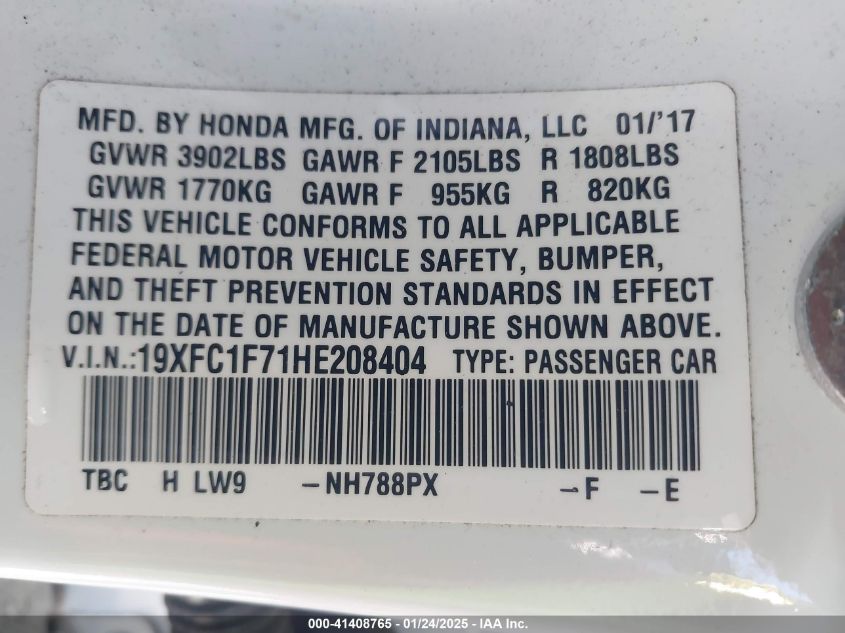 MFD. BY HONDA MFG. OF INDIANA, LLC 01/'17
GVWR 3902LBS GAWR F 2105LBS R 1808LBS
GVWR 1770KG GAWR F 955KG R 820KG
THIS VEHICLE CONFORMS TO ALL APPLICABLE
FEDERAL MOTOR VEHICLE SAFETY, BUMPER,
AND THEFT PREVENTION STANDARDS IN EFFECT
ON THE DATE OF MANUFACTURE SHOWN ABOVE.
V.I.N.:19XFC1F71HE208404 TYPE: PASSENGER CAR
TBC H LW9 -NH788PX -F -E
000-41408765 - 01/24/2025 - IAA Inc.